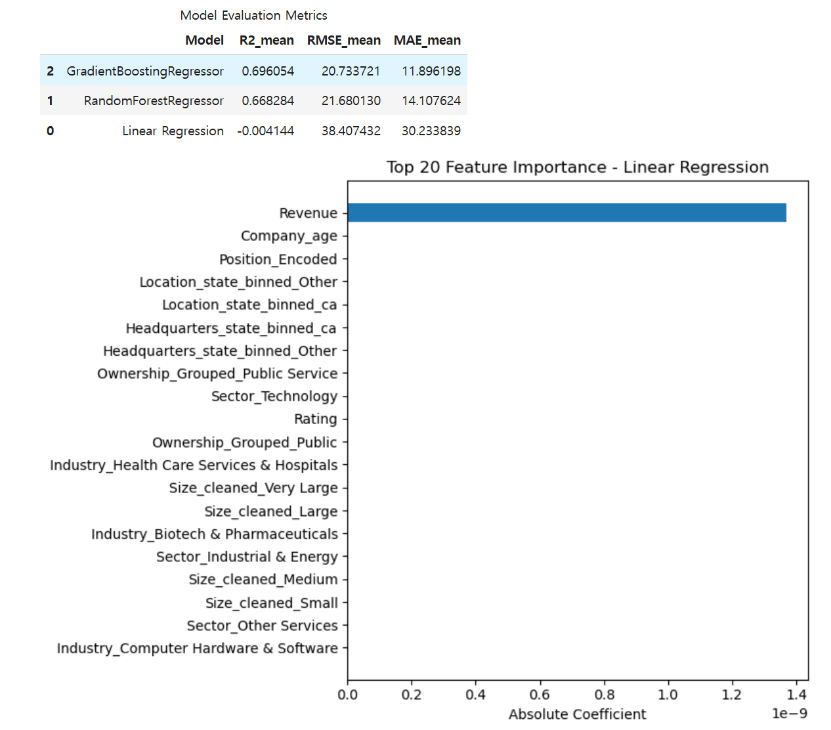 Model Evaluation Metrics
Model R2_mean RMSE_mean MAE_mean
2 GradientBoostingRegressor 0.696054 20.733721 11.896198
1 RandomForestRegressor 0.668284 21.680130 14.107624
0 Linear Regression -0.004144 38.407432 30.233839
Top 20 Feature Importance - Linear Regression
Revenue
Company_age
Position_Encoded
Location_state_binned_Other
Location_state_binned_ca
Headquarters_state_binned_ca
Headquarters_state_binned_Other
Ownership_Grouped_Public Service
Sector_Technology
Rating
Ownership_Grouped_Public
Industry_Health Care Services & Hospitals
Size_cleaned_Very Large
Size_cleaned_Large
Industry_Biotech & Pharmaceuticals
Sector_Industrial & Energy
Size_cleaned_Medium
Size_cleaned_Small
Sector_Other Services
Industry_Computer Hardware & Software
0.0 0.2 0.4 0.6 0.8 1.0 1.2 1.4
Absolute Coefficient 1e−9